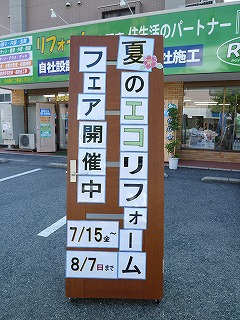 リフォーム
住生活のパートナー
自社設
社施工
夏のエコリフォーム
フェア開催中
7/15金~
8/7日まで